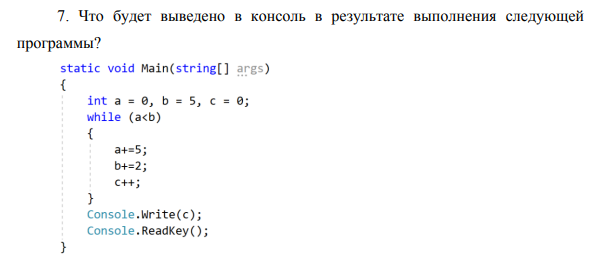 7. Что будет выведено в консоль в результате выполнения следующей
программы?
static void Main(string[] args)
{
int a = 0, b = 5, c = 0;
while (a<b)
{
a+=5;
b+=2;
c++;
}
Console.Write(c);
Console.ReadKey();
}